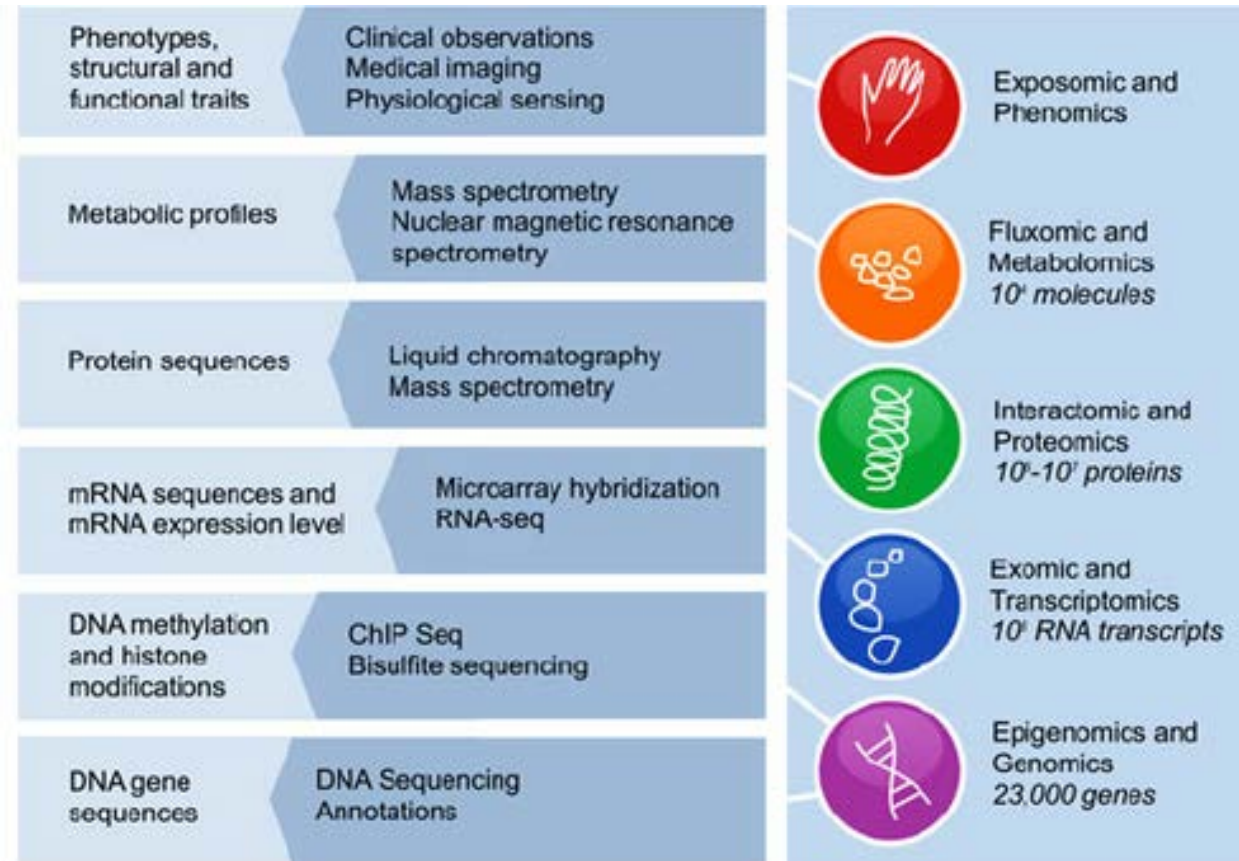 Phenotypes,
structural and
functional traits
Clinical observations
Medical imaging
Physiological sensing
Exposomic and
Phenomics
Metabolic profiles
Mass spectrometry
Nuclear magnetic resonance
spectrometry
Fluxomic and
Metabolomics
molecules
Protein sequences
Liquid chromatography
Mass spectrometry
Interactomic and
Proteomics
proteins
mRNA sequences and
mRNA expression level
Microarray hybridization
RNA-seq
Exomic and
Transcriptomics
RNA transcripts
DNA methylation
and histone
modifications
ChIP Seq
Bisulfite sequencing
DNA gene
sequences
DNA Sequencing
Annotations
Epigenomics and
Genomics
23,000 genes